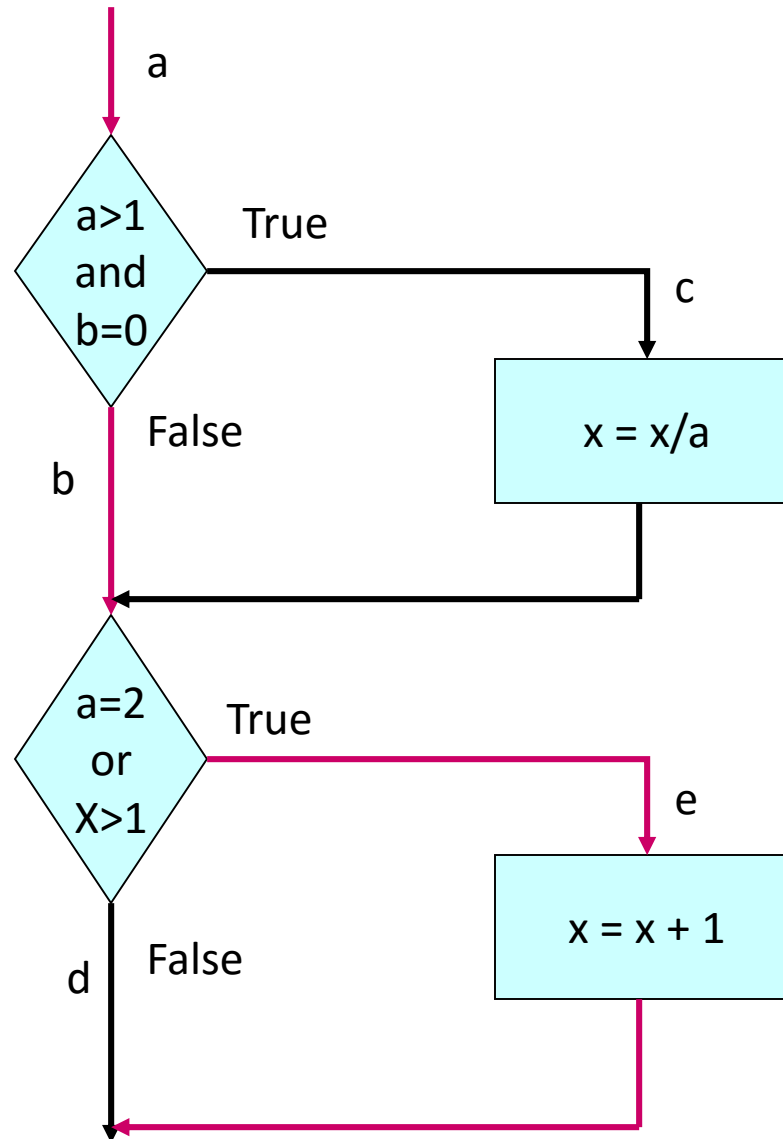 a
a>1
and
b=0
True
c
x = x/a
False
b
a=2
or
X>1
True
e
x = x + 1
False
d